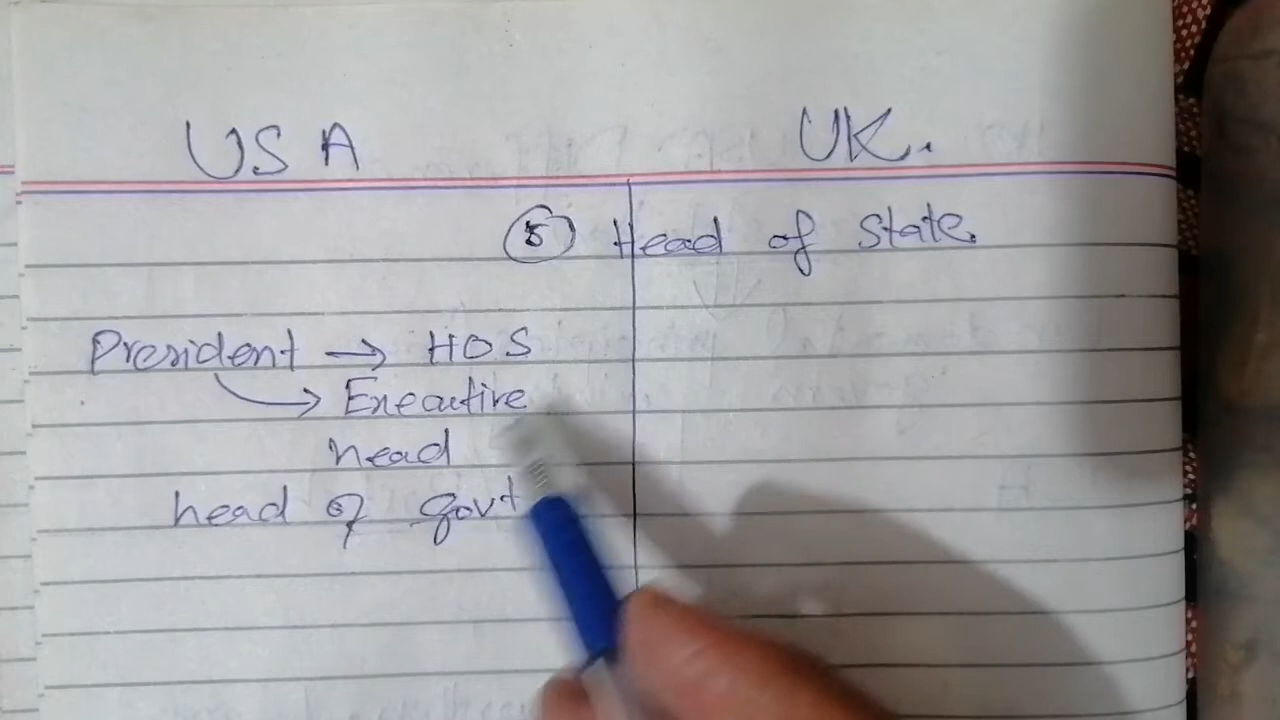 USA
UK.
5 Head of State.
President → HOS
→ Executive
head
head of govt